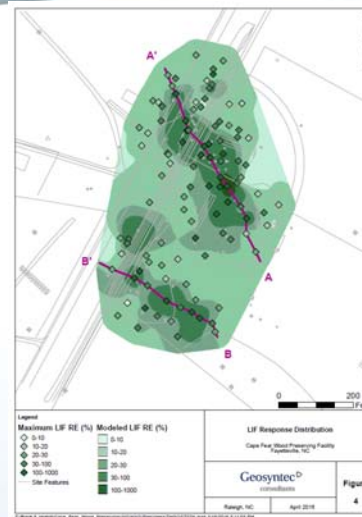 A'
B'
A
B
0 200
Fe
Legend
Maximum LIF RE (%) Modeled LIF RE (%)
0-10 0-10
10-20 10-20
20-30 20-30
30-100 30-100
100-1000 100-1000
Site Features
LIF Response Distribution
Cape Fear Wood Preserving Facility
Fayetteville, NC
Geosyntec
consultants
Raleigh, NC April 2016
Figure
4